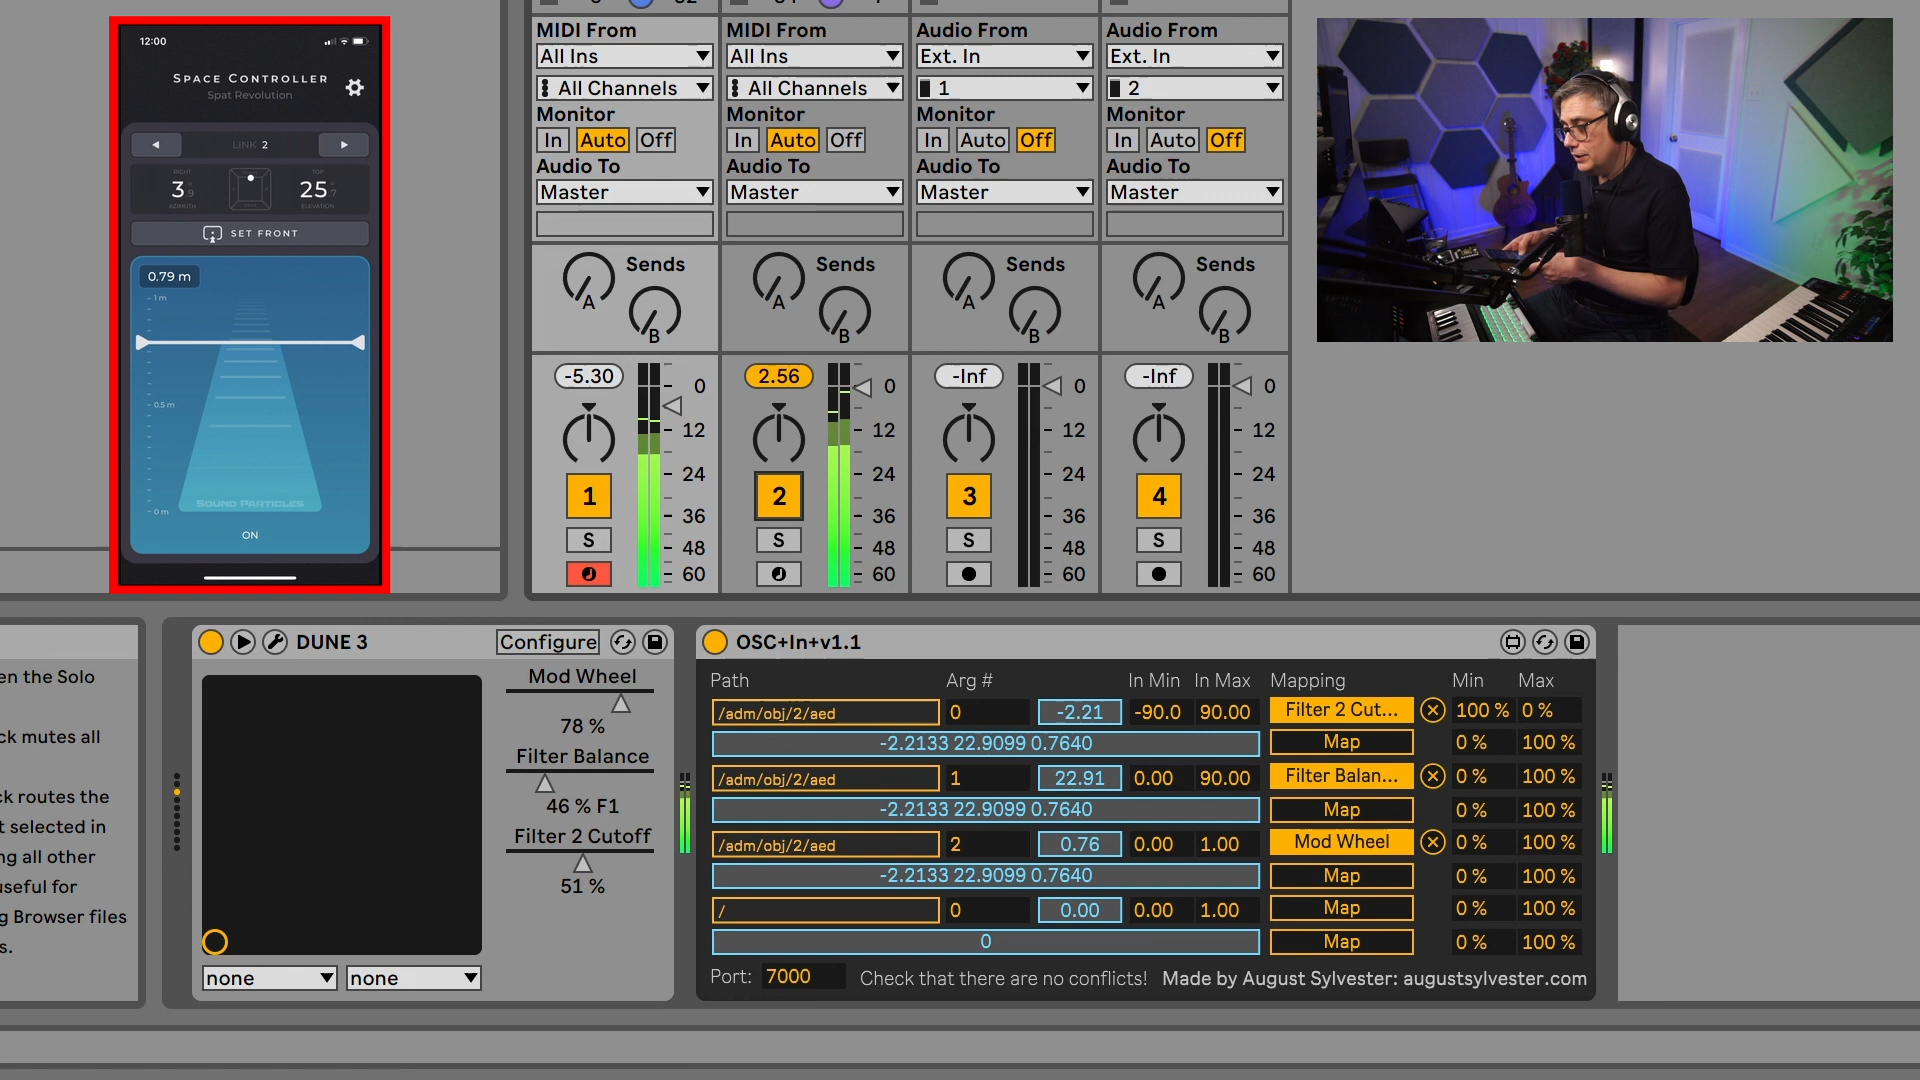 12:00
SPACE CONTROLLER
Spat Revolution
LINK 2
RIGHT
TOP
3.9
25.7
AZIMUTH
ELEVATION
SET FRONT
0.79 m
1 m
0.5 m
0 m
SOUND PARTICLES
ON
MIDI From
MIDI From
Audio From
Audio From
All Ins
All Ins
Ext. In
Ext. In
All Channels
All Channels
1
2
Monitor
Monitor
Monitor
Monitor
In Auto Off
In Auto Off
In Auto Off
In Auto Off
Audio To
Audio To
Audio To
Audio To
Master
Master
Master
Master
Sends
Sends
Sends
Sends
A
B
A
B
A
B
A
B
-5.30
2.56
-Inf
-Inf
0
12
24
36
48
60
0
12
24
36
48
60
0
12
24
36
48
60
0
12
24
36
48
60
1
2
3
4
S
S
S
S
en the Solo
ck mutes all
ck routes the
t selected in
ng all other
useful for
g Browser files
s.
DUNE 3
Configure
Mod Wheel
78 %
Filter Balance
46 % F1
Filter 2 Cutoff
51 %
none
none
OSC+In+v1.1
Path Arg # In Min In Max Mapping Min Max
/adm/obj/2/aed 0 -2.21 -90.0 90.00 Filter 2 Cut... 100 % 0 %
-2.2133 22.9099 0.7640 Map 0 % 100 %
/adm/obj/2/aed 1 22.91 0.00 90.00 Filter Balan... 0 % 100 %
-2.2133 22.9099 0.7640 Map 0 % 100 %
/adm/obj/2/aed 2 0.76 0.00 1.00 Mod Wheel 0 % 100 %
-2.2133 22.9099 0.7640 Map 0 % 100 %
/ 0 0.00 0.00 1.00 Map 0 % 100 %
0 Map 0 % 100 %
Port: 7000 Check that there are no conflicts! Made by August Sylvester: augustsylvester.com